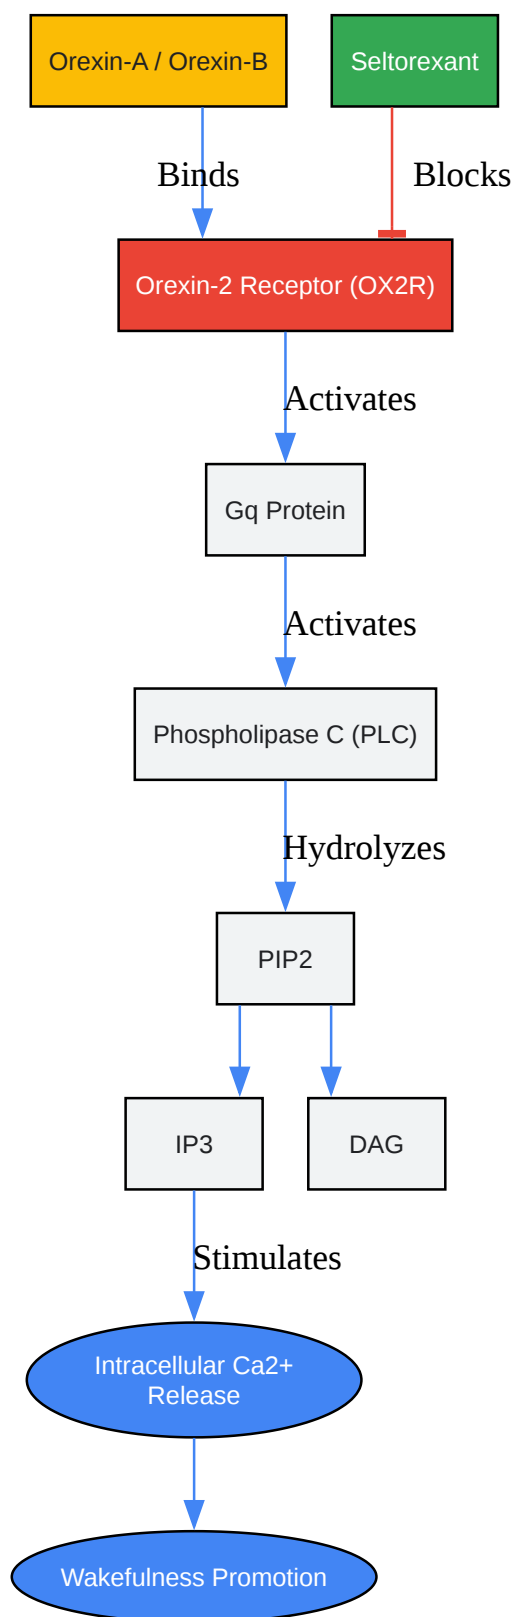 Orexin-A / Orexin-B
Seltorexant
Binds
Blocks
Orexin-2 Receptor (OX2R)
Activates
Gq Protein
Activates
Phospholipase C (PLC)
Hydrolyzes
PIP2
IP3
DAG
Stimulates
Intracellular Ca2+
Release
Wakefulness Promotion